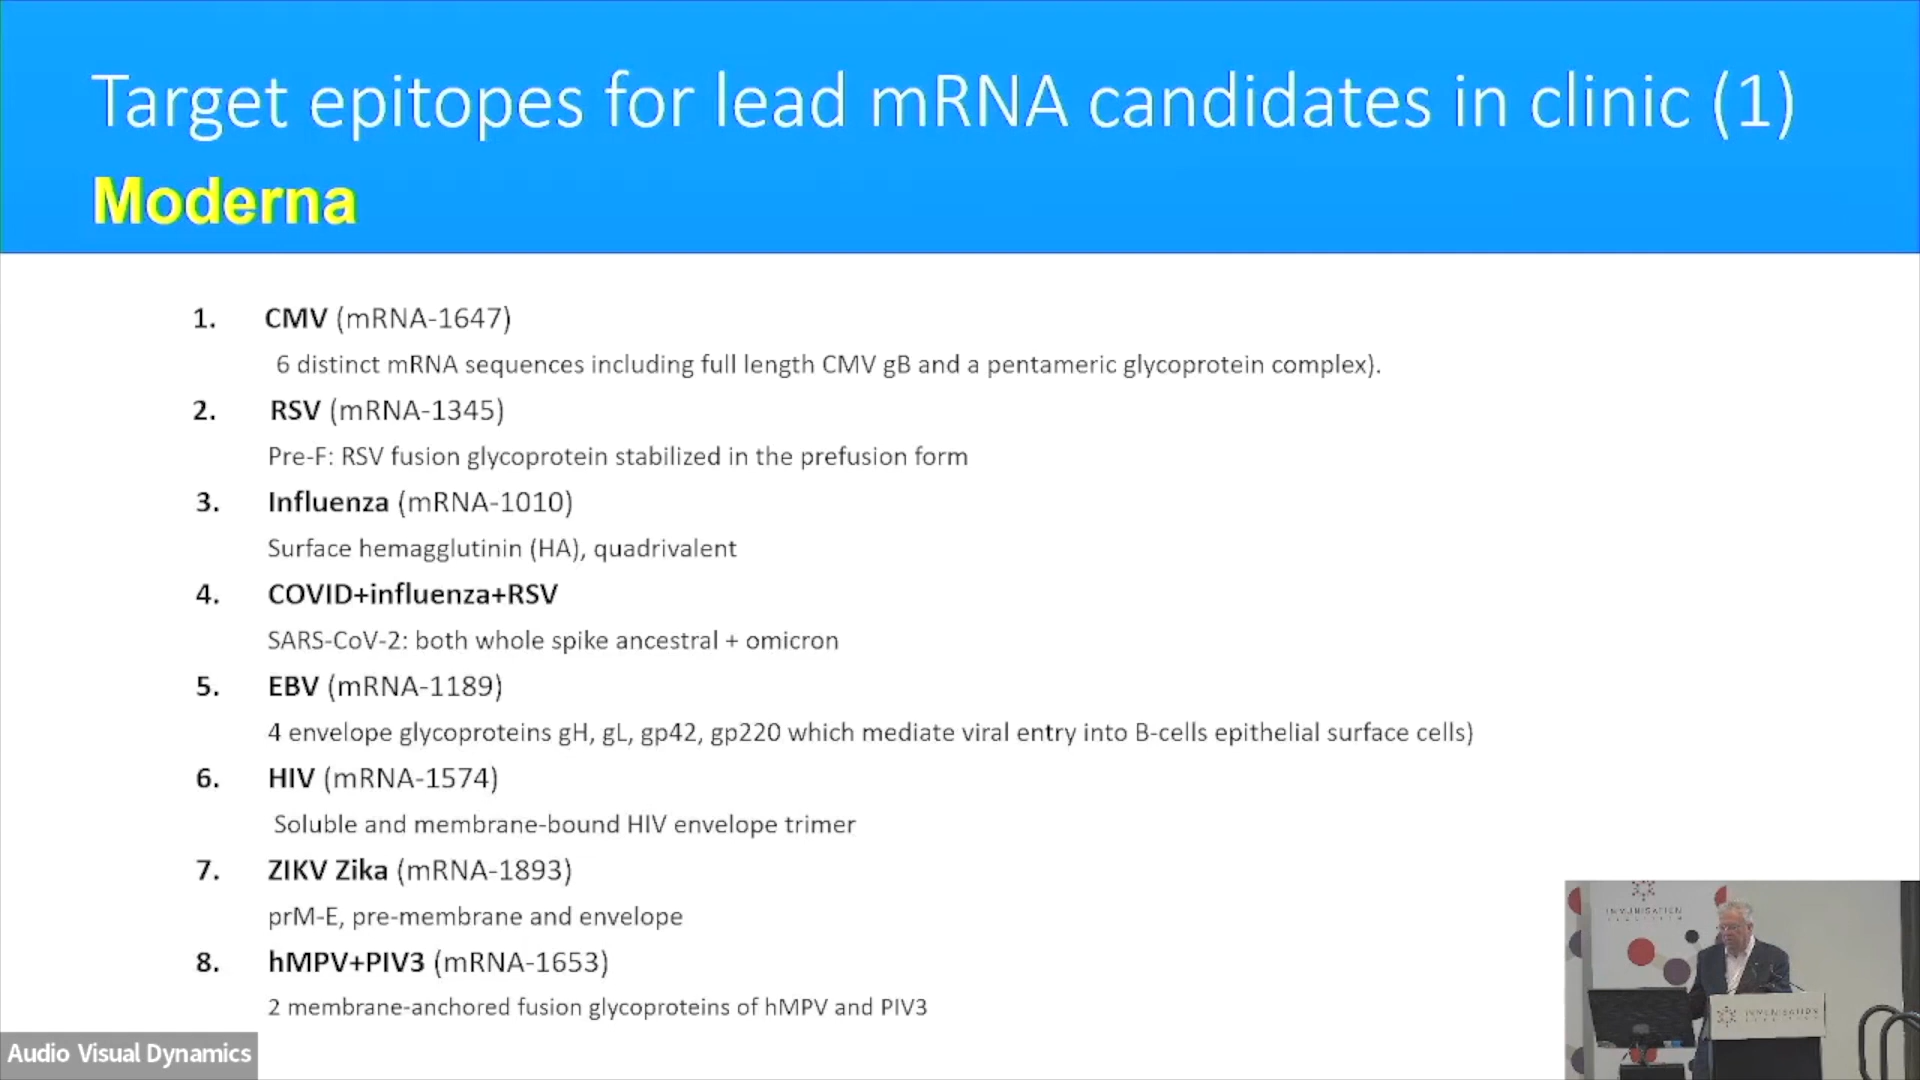 Target epitopes for lead mRNA candidates in clinic (1)
Moderna
1. CMV (mRNA-1647)
6 distinct mRNA sequences including full length CMV gB and a pentameric glycoprotein complex).
2. RSV (mRNA-1345)
Pre-F: RSV fusion glycoprotein stabilized in the prefusion form
3. Influenza (mRNA-1010)
Surface hemagglutinin (HA), quadrivalent
4. COVID+influenza+RSV
SARS-CoV-2: both whole spike ancestral + omicron
5. EBV (mRNA-1189)
4 envelope glycoproteins gH, gL, gp42, gp220 which mediate viral entry into B-cells epithelial surface cells)
6. HIV (mRNA-1574)
Soluble and membrane-bound HIV envelope trimer
7. ZIKV Zika (mRNA-1893)
prM-E, pre-membrane and envelope
8. hMPV+PIV3 (mRNA-1653)
2 membrane-anchored fusion glycoproteins of hMPV and PIV3
IMMUNISATION
IMMUNISATION
Audio Visual Dynamics